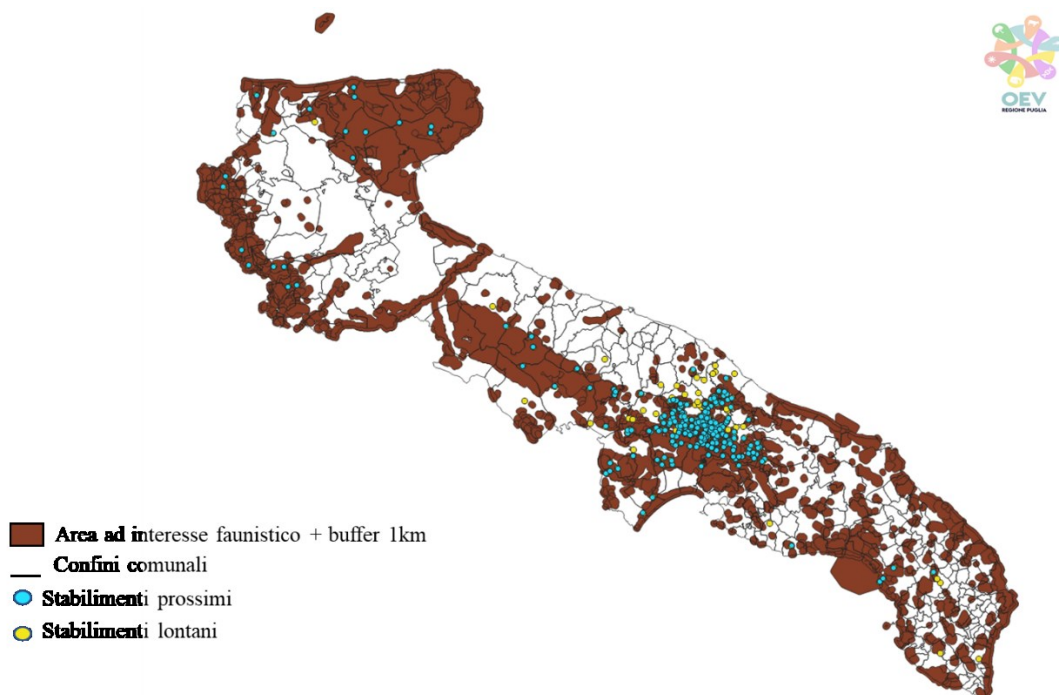 OEV
REGIONE PUGLIA
Area ad interesse faunistico + buffer 1km
Confini comunali
Stabilimenti prossimi
Stabilimenti lontani